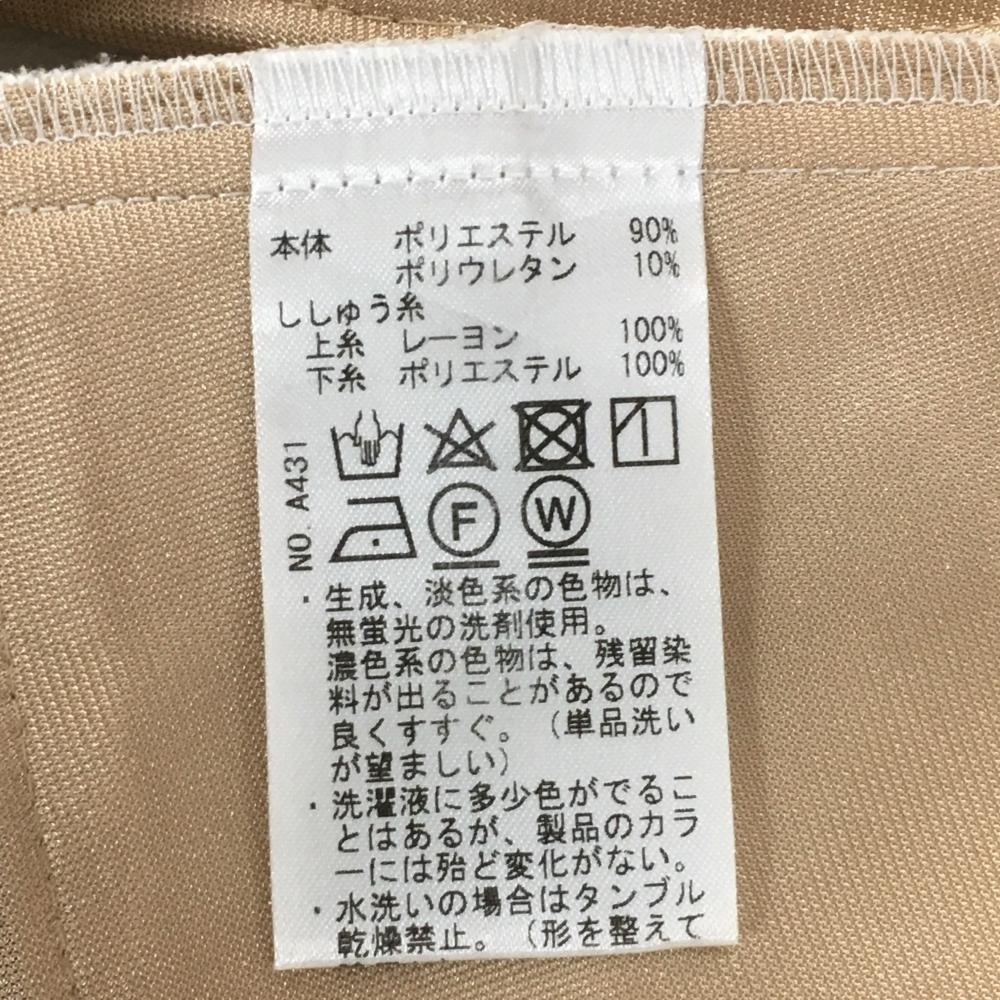 本体 ポリエステル 90%
ポリウレタン 10%
ししゅう糸
上糸 レーヨン 100%
下糸 ポリエステル 100%
NO. A431
F W
・生成、淡色系の色物は、
無蛍光の洗剤使用。
濃色系の色物は、残留染
料が出ることがあるので
良くすすぐ。（単品洗い
が望ましい）
・洗濯液に多少色がでるこ
とはあるが、製品のカラ
ーには殆ど変化がない。
・水洗いの場合はタンブル
乾燥禁止。（形を整えて